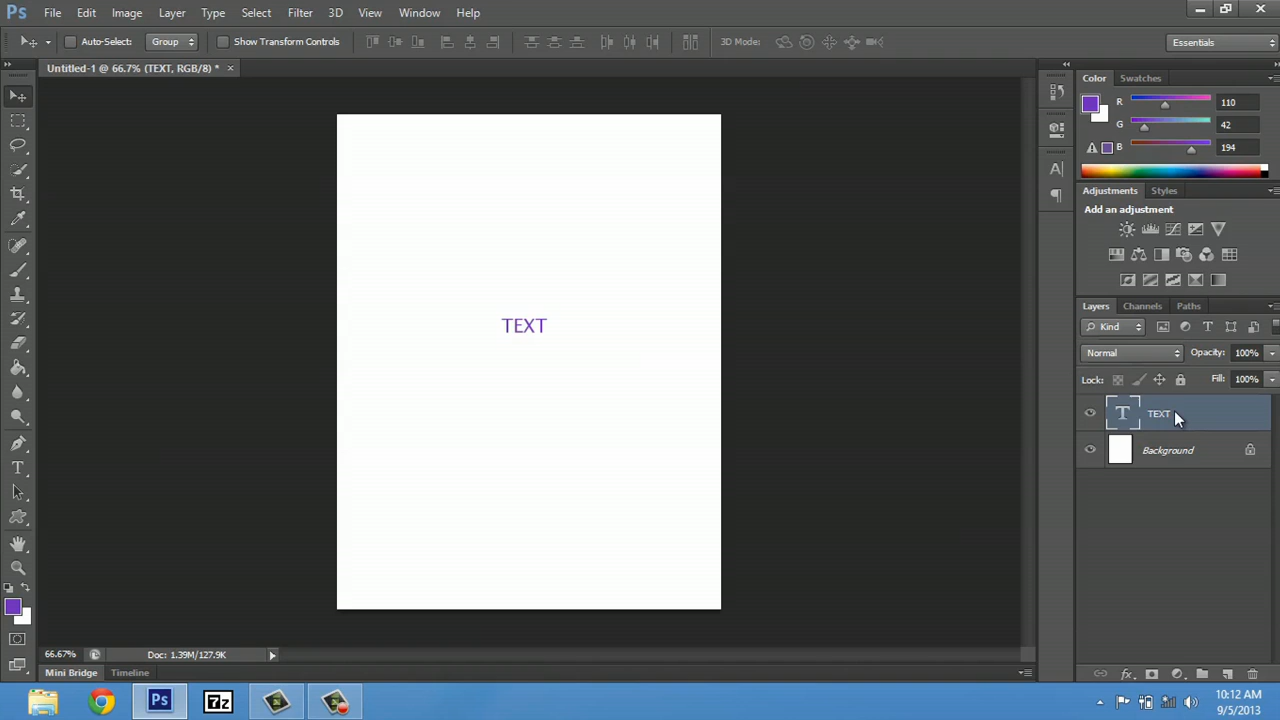 Ps File Edit Image Layer Type Select Filter 3D View Window Help
Auto-Select: Group Show Transform Controls 3D Mode: Essentials
Untitled-1 @ 66.7% (TEXT, RGB/8) * ×
Color Swatches
R 110
G 42
B 194
Adjustments Styles
Add an adjustment
Layers Channels Paths
Kind
Normal Opacity: 100%
Lock: Fill: 100%
T TEXT
Background
TEXT
66.67% Doc: 1.39M/127.9K
Mini Bridge Timeline
Ps 7z 10:12 AM
9/5/2013